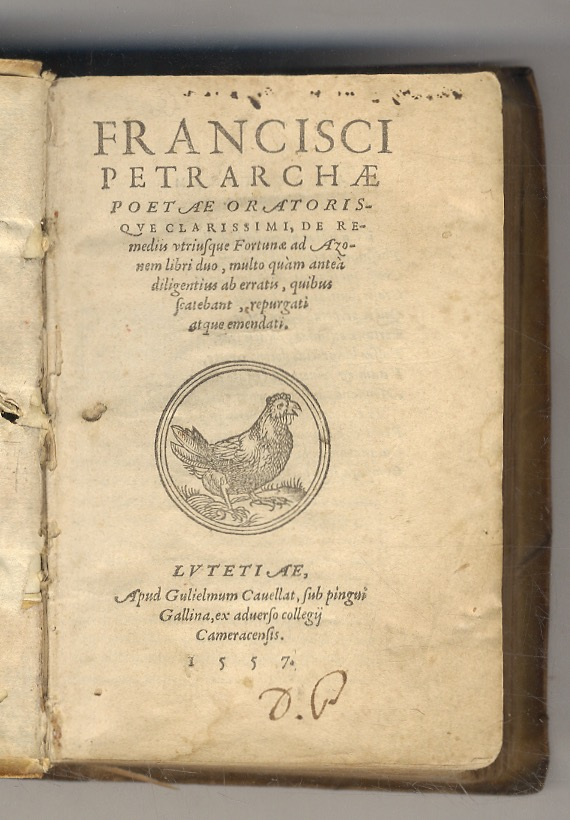 FRANCISCI
PETRARCHÆ
POETAE ORATORIS-
QVE CLARISSIMI, DE RE-
mediis vtriuſque Fortunæ ad Azo-
nem libri duo, multo quàm anteà
diligentius ab erratis, quibus
ſcatebant, repurgati
atque emendati.
LVTETIAE,
Apud Gulielmum Cauellat, ſub pingui
Gallina, ex aduerſo collegij
Cameracenſis.
1557.
D.P